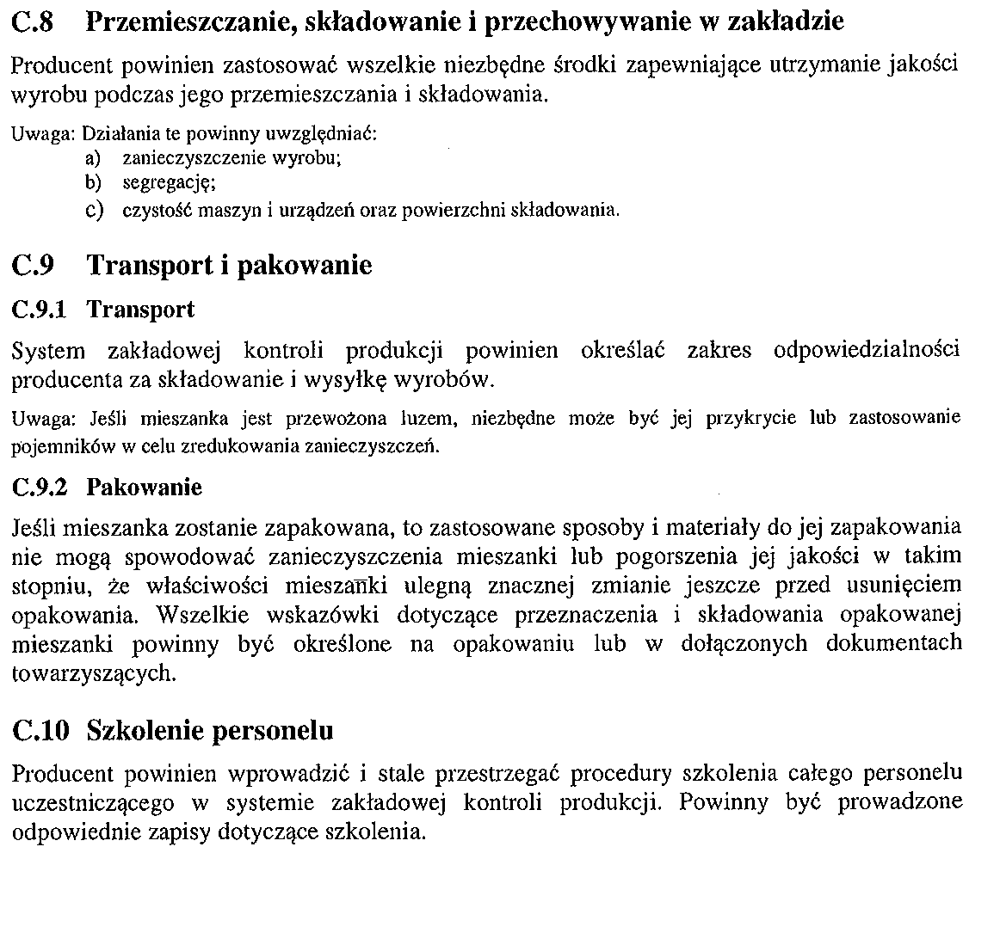 C.8 Przemieszczanie, składowanie i przechowywanie w zakładzie
Producent powinien zastosować wszelkie niezbędne środki zapewniające utrzymanie jakości
wyrobu podczas jego przemieszczania i składowania.
Uwaga: Działania te powinny uwzględniać:
a) zanieczyszczenie wyrobu;
b) segregację;
c) czystość maszyn i urządzeń oraz powierzchni składowania.
C.9 Transport i pakowanie
C.9.1 Transport
System zakładowej kontroli produkcji powinien określać zakres odpowiedzialności
producenta za składowanie i wysyłkę wyrobów.
Uwaga: Jeśli mieszanka jest przewożona luzem, niezbędne może być jej przykrycie lub zastosowanie
pojemników w celu zredukowania zanieczyszczeń.
C.9.2 Pakowanie
Jeśli mieszanka zostanie zapakowana, to zastosowane sposoby i materiały do jej zapakowania
nie mogą spowodować zanieczyszczenia mieszanki lub pogorszenia jej jakości w takim
stopniu, że właściwości mieszanki ulegną znacznej zmianie jeszcze przed usunięciem
opakowania. Wszelkie wskazówki dotyczące przeznaczenia i składowania opakowanej
mieszanki powinny być określone na opakowaniu lub w dołączonych dokumentach
towarzyszących.
C.10 Szkolenie personelu
Producent powinien wprowadzić i stale przestrzegać procedury szkolenia całego personelu
uczestniczącego w systemie zakładowej kontroli produkcji. Powinny być prowadzone
odpowiednie zapisy dotyczące szkolenia.